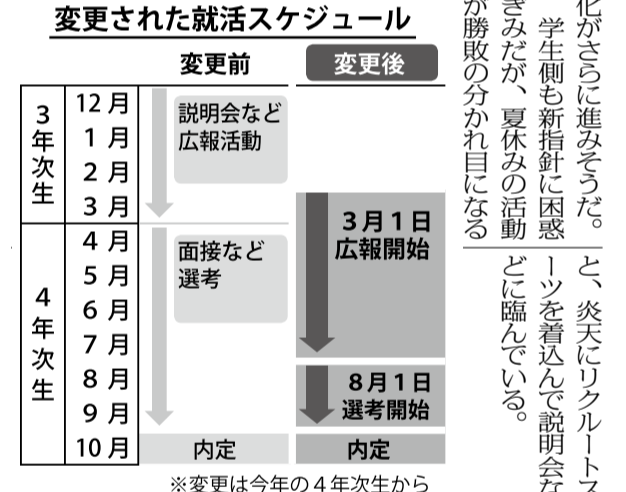 変更された就活スケジュール
変更前
変更後
3年次生
12月
1月
2月
3月
4年次生
4月
5月
6月
7月
8月
9月
10月
説明会など
広報活動
面接など
選考
内定
3月1日
広報開始
8月1日
選考開始
内定
※変更は今年の4年次生から
化がさらに進みそうだ。
学生側も新指針に困惑
きみだが、夏休みの活動
が勝敗の分かれ目になる
と、炎天にリクルートス
ーツを着込んで説明会な
どに臨んでいる。